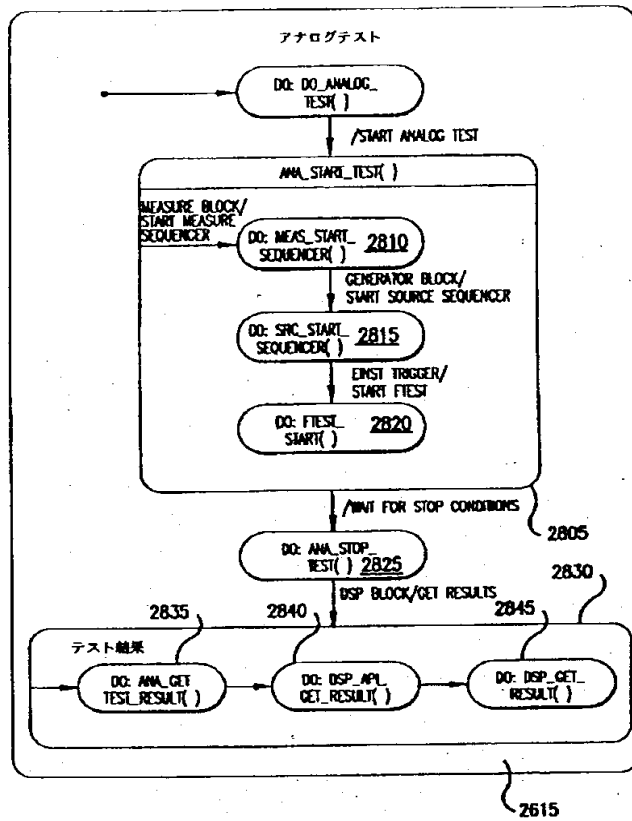 アナログテスト
DO: DO_ANALOG_
TEST( )
/START ANALOG TEST
ANA_START_TEST( )
MEASURE BLOCK/
START MEASURE
SEQUENCER
DO: MEAS_START_
SEQUENCER( )
2810
GENERATOR BLOCK/
START SOURCE SEQUENCER
DO: SRC_START_
SEQUENCER( )
2815
EINST TRIGGER/
START FTEST
DO: FTEST_
START( )
2820
/WAIT FOR STOP CONDITIONS
2805
DO: ANA_STOP_
TEST( )
2825
DSP BLOCK/GET RESULTS
2830
2835
2840
2845
テスト結果
DO: ANA_GET
TEST_RESULT( )
DO: DSP_API_
GET_RESULT( )
DO: DSP_GET_
RESULT( )
2615